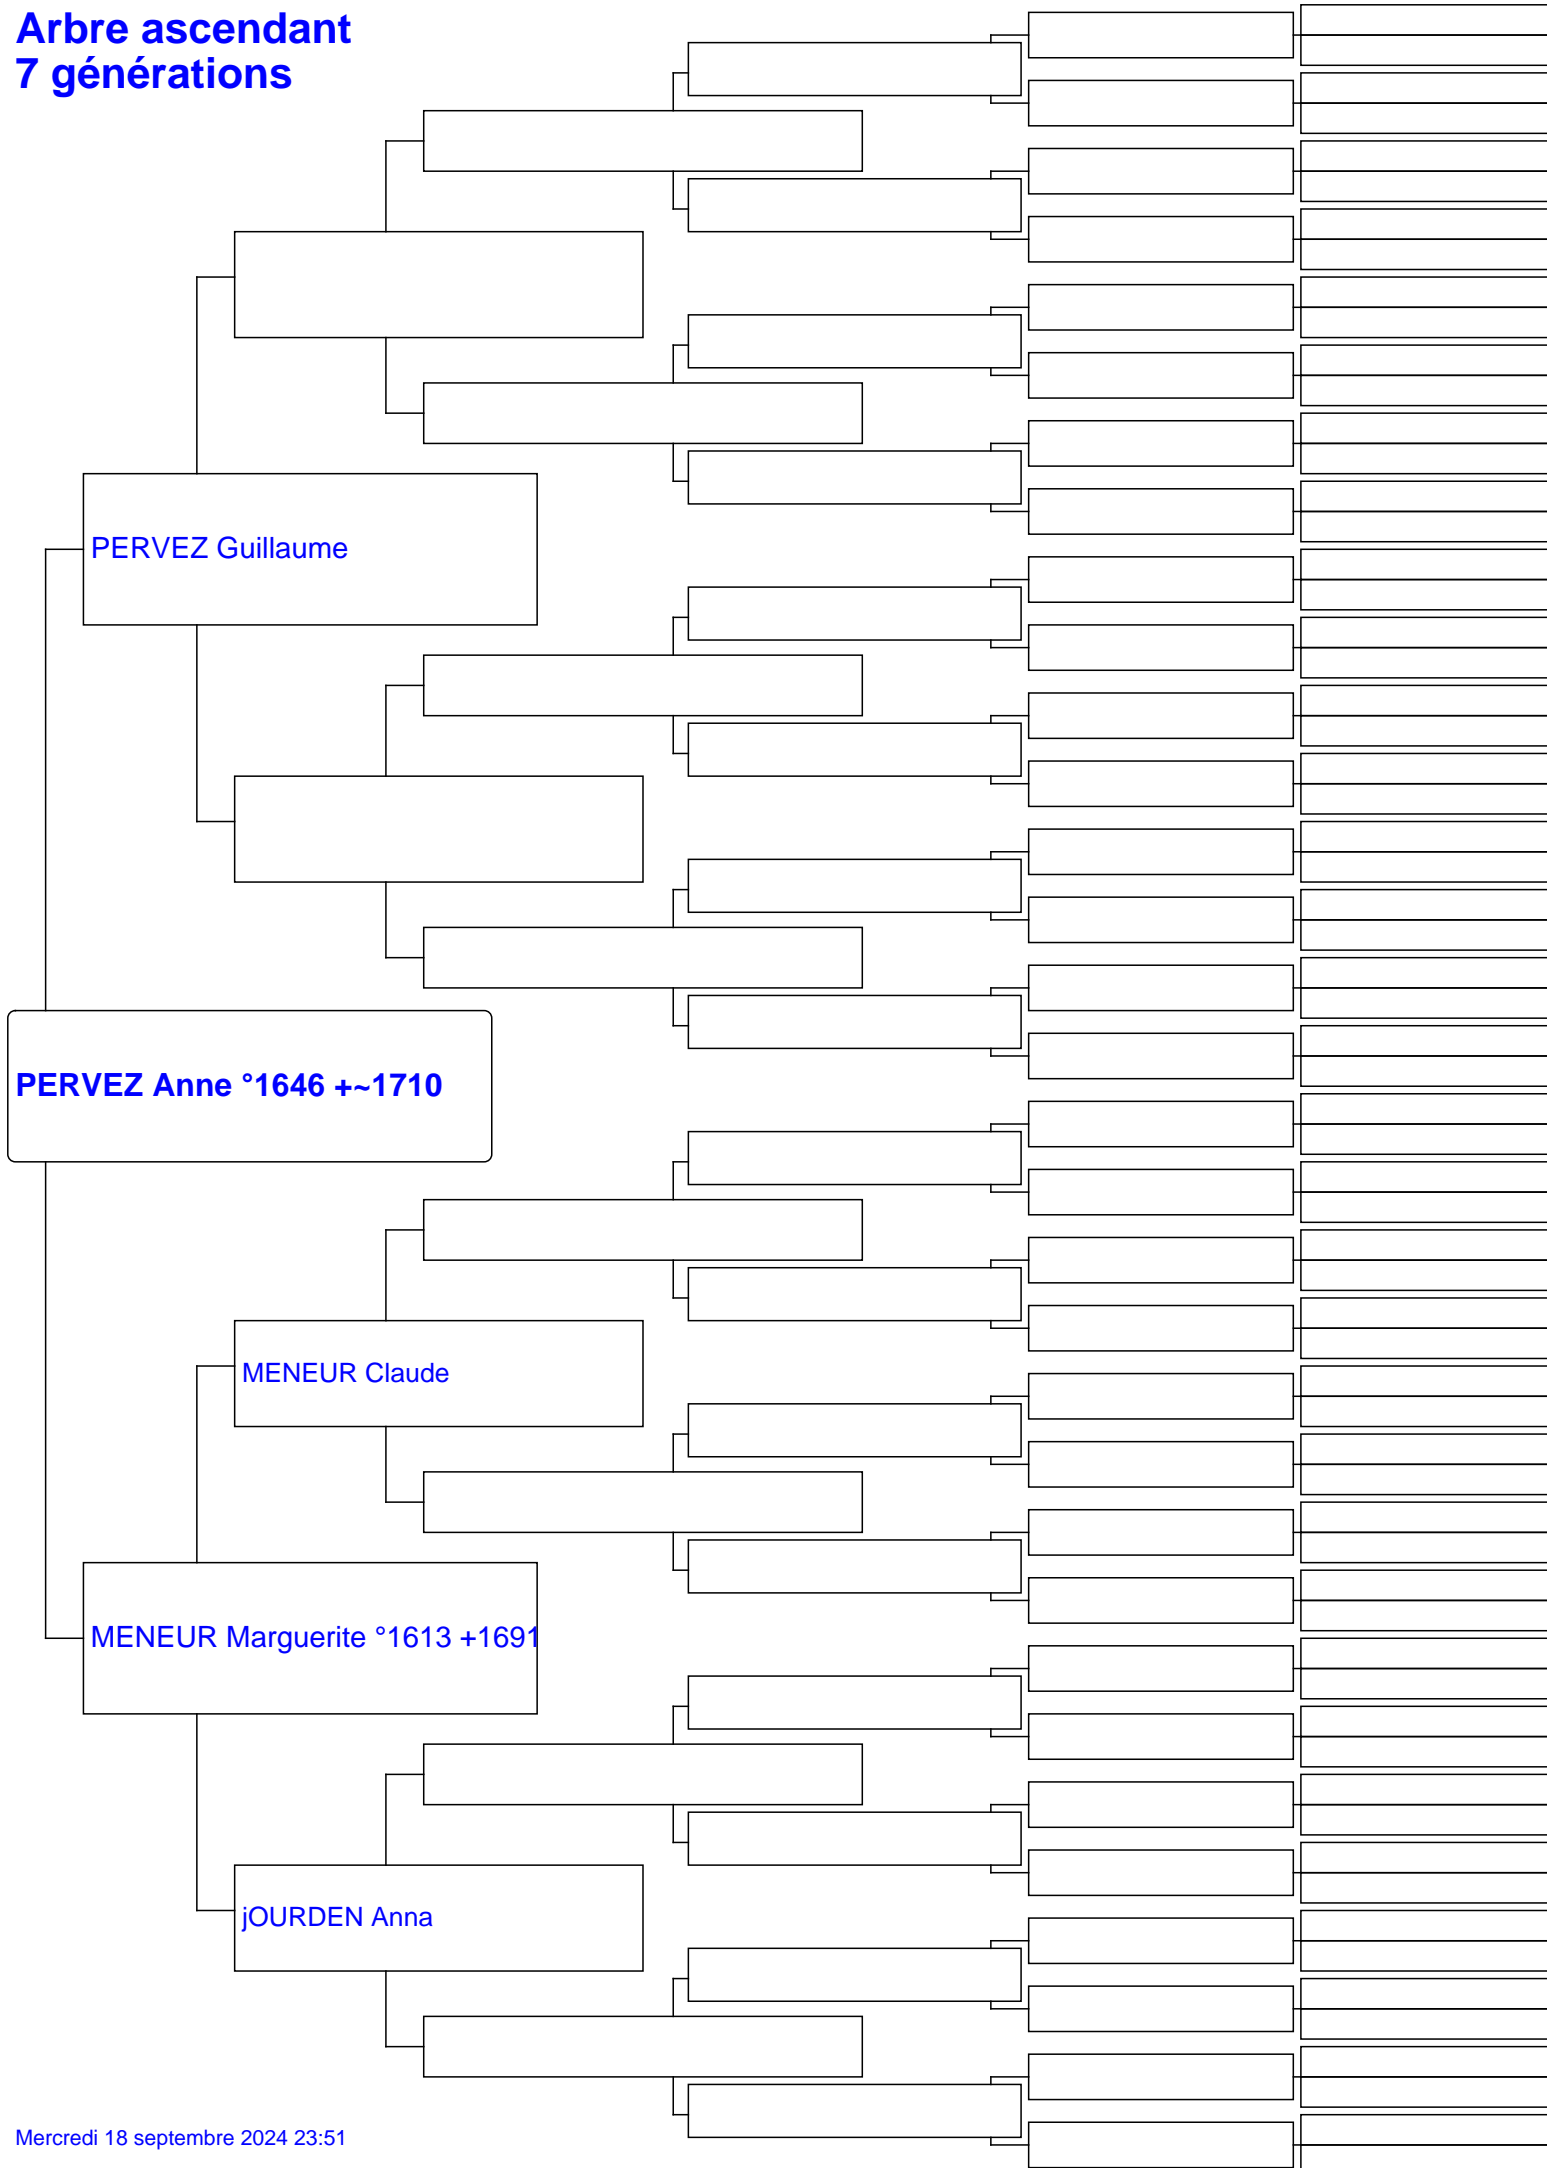 Arbre ascendant
7 générations
PERVEZ Guillaume
PERVEZ Anne °1646 +~1710
MENEUR Claude
MENEUR Marguerite °1613 +1691
jOURDEN Anna
Mercredi 18 septembre 2024 23:51